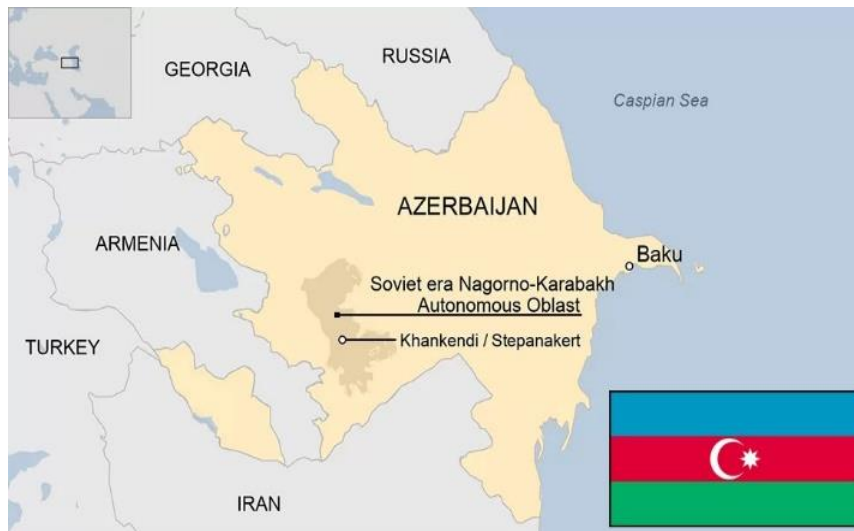 RUSSIA
GEORGIA
Caspian Sea
AZERBAIJAN
ARMENIA
Baku
Soviet era Nagorno-Karabakh
Autonomous Oblast
Khankendi / Stepanakert
TURKEY
IRAN